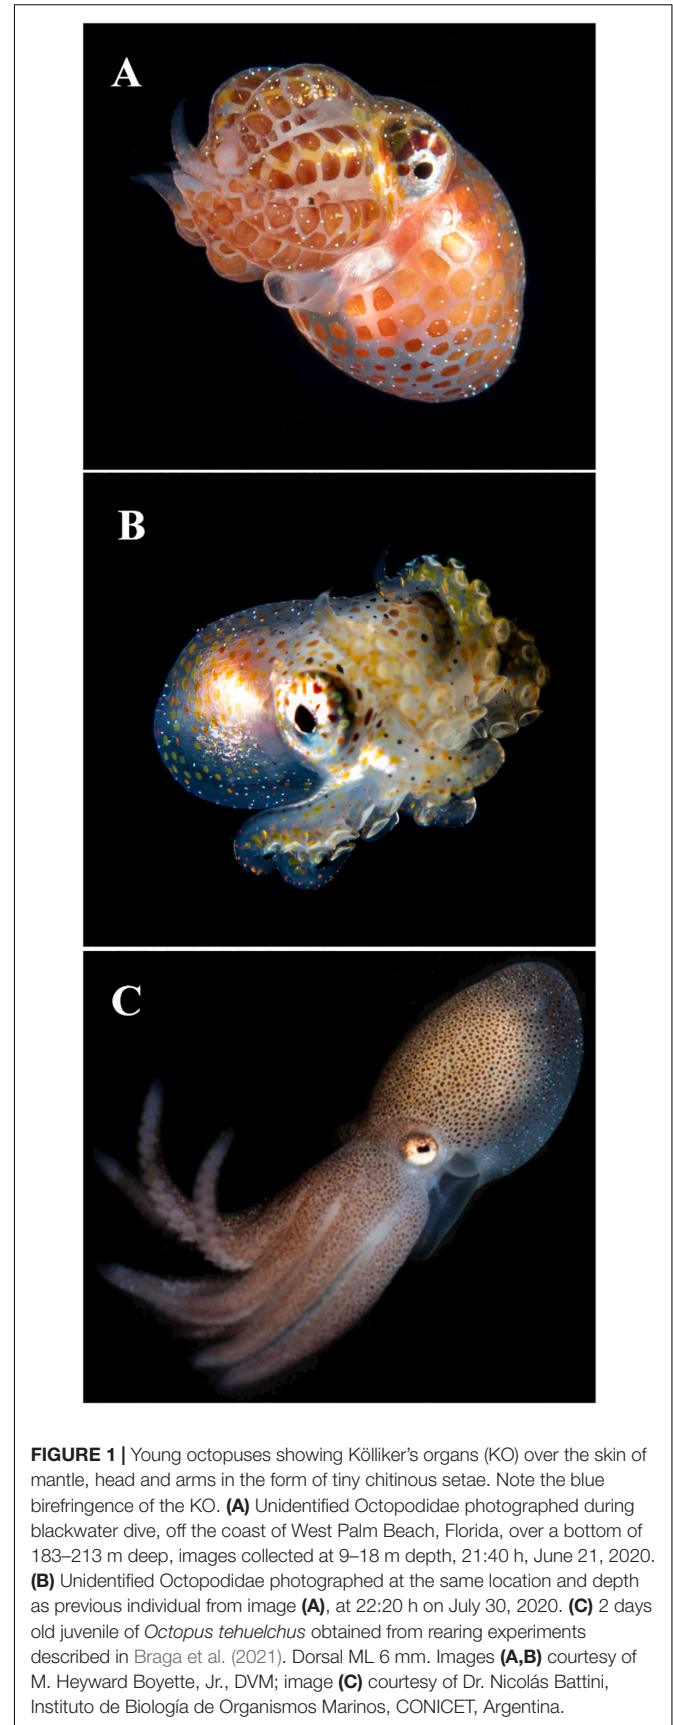 A
B
C
FIGURE 1 | Young octopuses showing Kölliker's organs (KO) over the skin of
mantle, head and arms in the form of tiny chitinous setae. Note the blue
birefringence of the KO. (A) Unidentified Octopodidae photographed during
blackwater dive, off the coast of West Palm Beach, Florida, over a bottom of
183–213 m deep, images collected at 9–18 m depth, 21:40 h, June 21, 2020.
(B) Unidentified Octopodidae photographed at the same location and depth
as previous individual from image (A), at 22:20 h on July 30, 2020. (C) 2 days
old juvenile of Octopus tehuelchus obtained from rearing experiments
described in Braga et al. (2021). Dorsal ML 6 mm. Images (A,B) courtesy of
M. Heyward Boyette, Jr., DVM; image (C) courtesy of Dr. Nicolás Battini,
Instituto de Biología de Organismos Marinos, CONICET, Argentina.